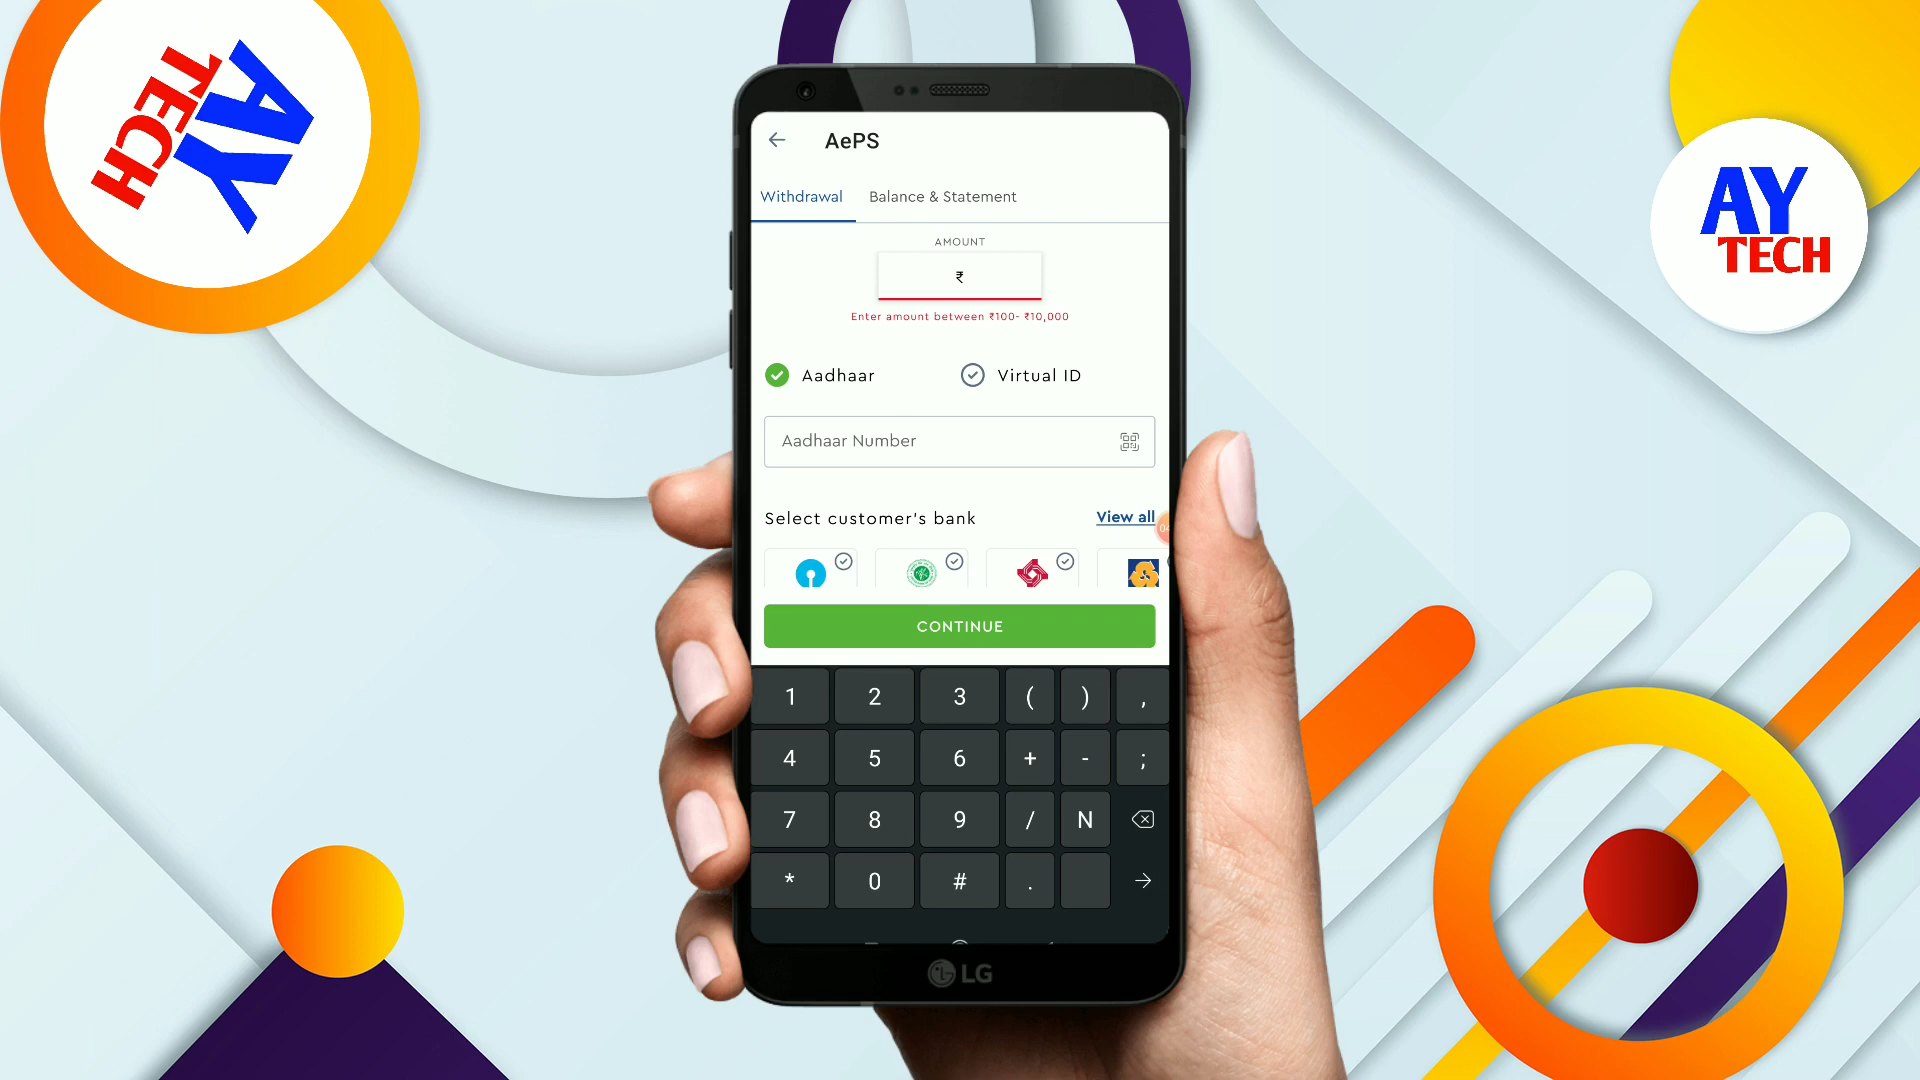 AY
TECH
AY
TECH
AePS
Withdrawal Balance & Statement
AMOUNT
₹
Enter amount between ₹100- ₹10,000
Aadhaar Virtual ID
Aadhaar Number
Select customer's bank View all
CONTINUE
1 2 3 ( ) ,
4 5 6 + - ;
7 8 9 / N
* 0 # .
LG